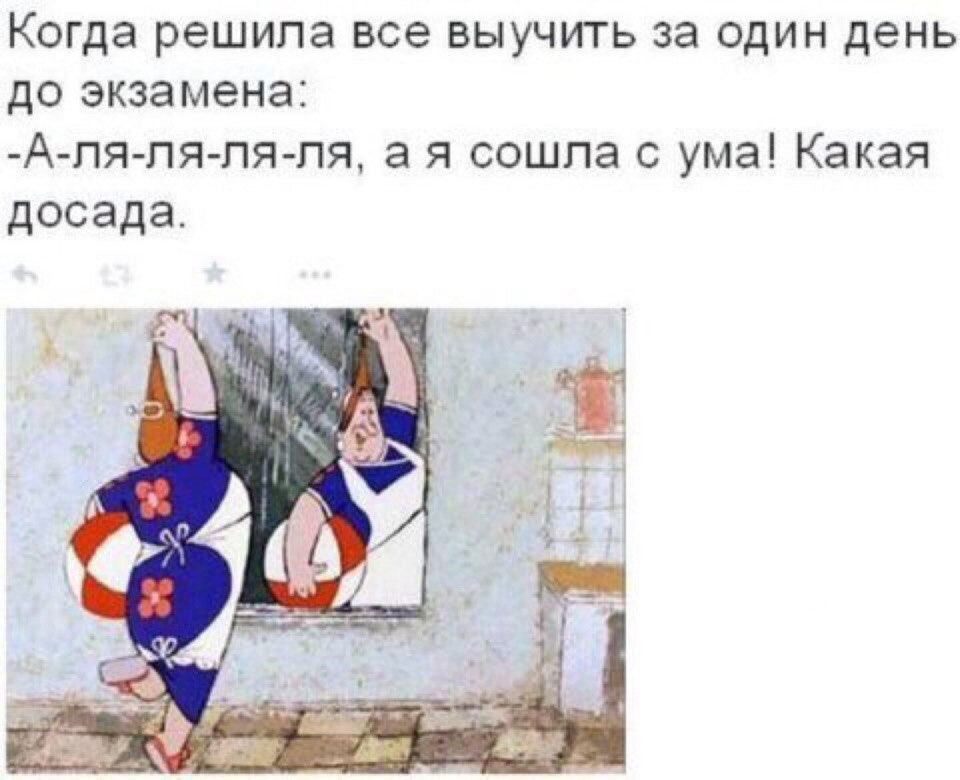 Когда решила все выучить за один день
до экзамена:
-А-ля-ля-ля-ля, а я сошла с ума! Какая
досада.